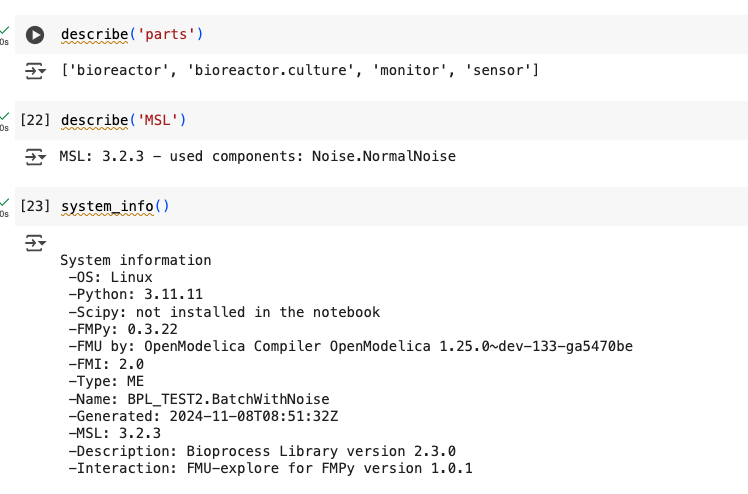 describe('parts')
0s
['bioreactor', 'bioreactor.culture', 'monitor', 'sensor']
[22] describe('MSL')
0s
MSL: 3.2.3 - used components: Noise.NormalNoise
[23] system_info()
0s
System information
-OS: Linux
-Python: 3.11.11
-Scipy: not installed in the notebook
-FMPy: 0.3.22
-FMU by: OpenModelica Compiler OpenModelica 1.25.0~dev-133-ga5470be
-FMI: 2.0
-Type: ME
-Name: BPL_TEST2.BatchWithNoise
-Generated: 2024-11-08T08:51:32Z
-MSL: 3.2.3
-Description: Bioprocess Library version 2.3.0
-Interaction: FMU-explore for FMPy version 1.0.1